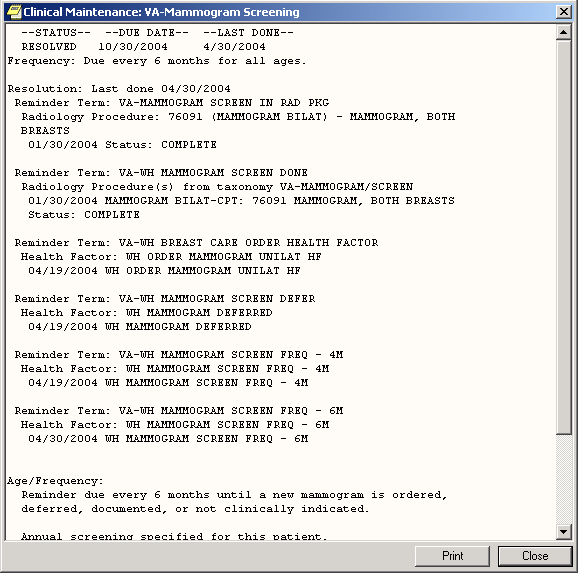 Clinical Maintenance: VA-Mammogram Screening
--STATUS-- --DUE DATE-- --LAST DONE--
RESOLVED 10/30/2004 4/30/2004
Frequency: Due every 6 months for all ages.
Resolution: Last done 04/30/2004
Reminder Term: VA-MAMMOGRAM SCREEN IN RAD PKG
Radiology Procedure: 76091 (MAMMOGRAM BILAT) - MAMMOGRAM, BOTH
BREASTS
01/30/2004 Status: COMPLETE
Reminder Term: VA-WH MAMMOGRAM SCREEN DONE
Radiology Procedure(s) from taxonomy VA-MAMMOGRAM/SCREEN
01/30/2004 MAMMOGRAM BILAT-CPT: 76091 MAMMOGRAM, BOTH BREASTS
Status: COMPLETE
Reminder Term: VA-WH BREAST CARE ORDER HEALTH FACTOR
Health Factor: WH ORDER MAMMOGRAM UNILAT HF
04/19/2004 WH ORDER MAMMOGRAM UNILAT HF
Reminder Term: VA-WH MAMMOGRAM SCREEN DEFER
Health Factor: WH MAMMOGRAM DEFERRED
04/19/2004 WH MAMMOGRAM DEFERRED
Reminder Term: VA-WH MAMMOGRAM SCREEN FREQ - 4M
Health Factor: WH MAMMOGRAM SCREEN FREQ - 4M
04/19/2004 WH MAMMOGRAM SCREEN FREQ - 4M
Reminder Term: VA-WH MAMMOGRAM SCREEN FREQ - 6M
Health Factor: WH MAMMOGRAM SCREEN FREQ - 6M
04/30/2004 WH MAMMOGRAM SCREEN FREQ - 6M
Age/Frequency:
Reminder due every 6 months until a new mammogram is ordered,
deferred, documented, or not clinically indicated.
Annual screening specified for this patient.
Print Close